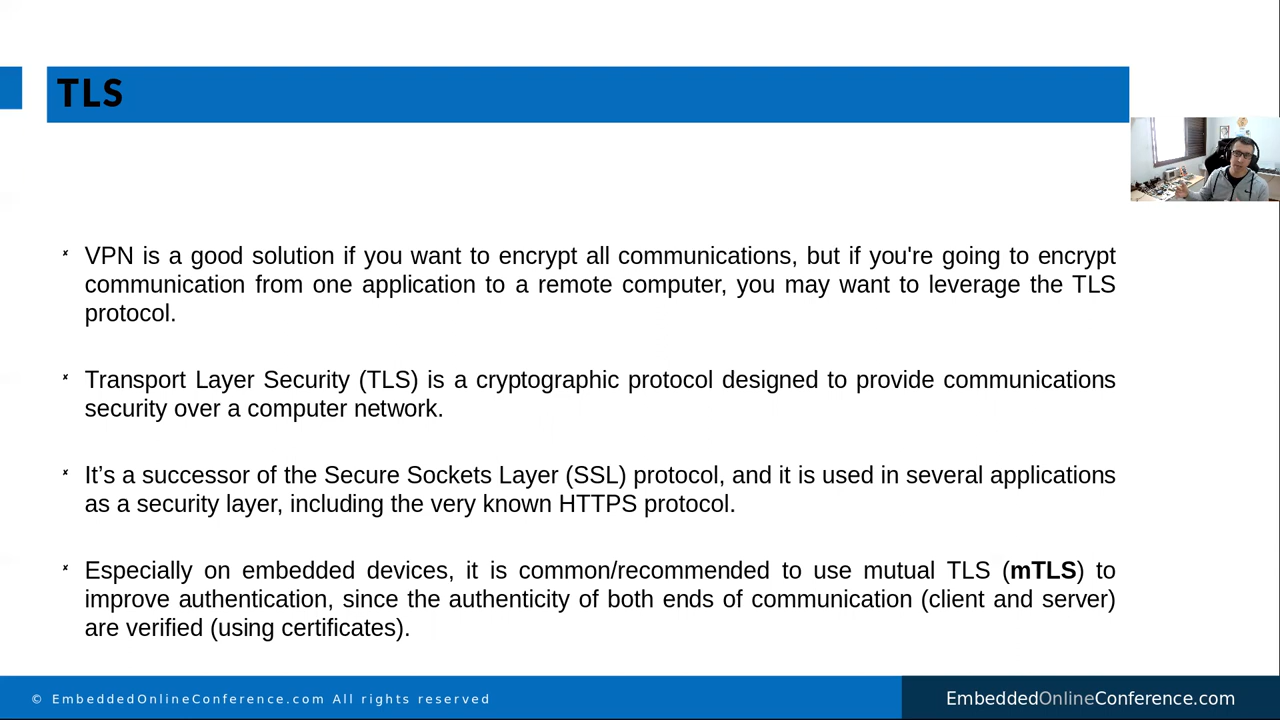 TLS
VPN is a good solution if you want to encrypt all communications, but if you're going to encrypt
communication from one application to a remote computer, you may want to leverage the TLS
protocol.
Transport Layer Security (TLS) is a cryptographic protocol designed to provide communications
security over a computer network.
It’s a successor of the Secure Sockets Layer (SSL) protocol, and it is used in several applications
as a security layer, including the very known HTTPS protocol.
Especially on embedded devices, it is common/recommended to use mutual TLS (mTLS) to
improve authentication, since the authenticity of both ends of communication (client and server)
are verified (using certificates).
© EmbeddedOnlineConference.com All rights reserved
EmbeddedOnlineConference.com